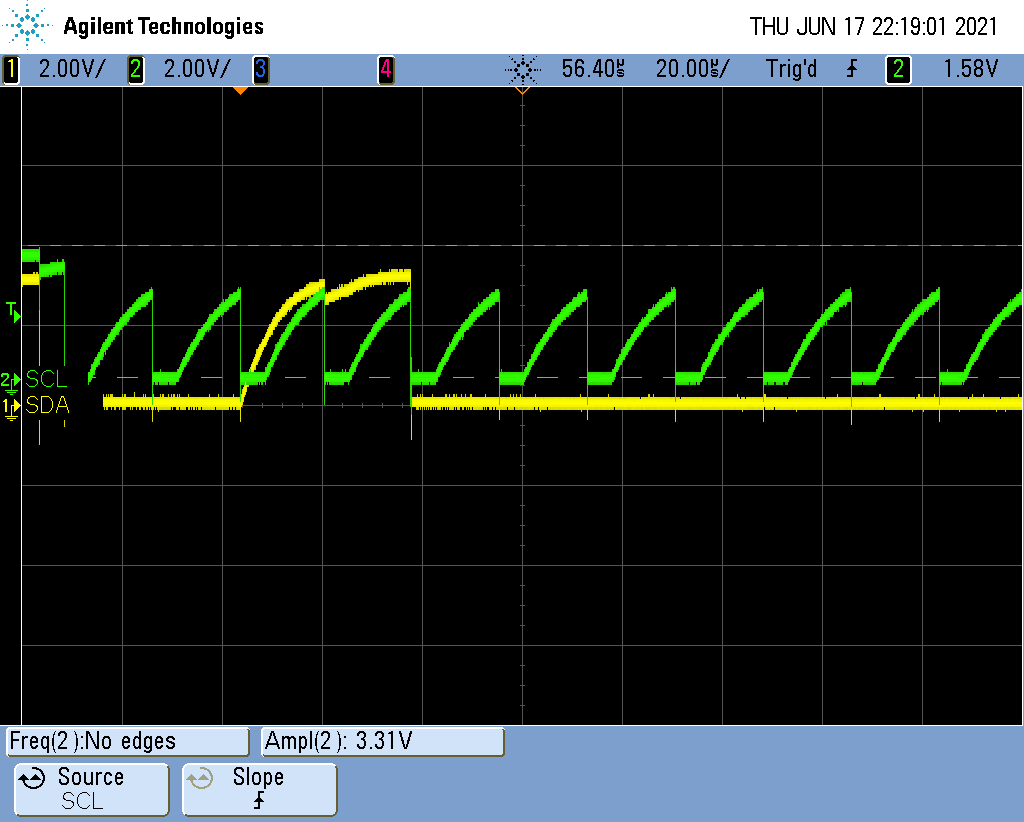 Agilent Technologies THU JUN 17 22:19:01 2021
1 2.00V/ 2 2.00V/ 3 4 56.40µs 20.00µs/ Trig'd 2 1.58V
T
2 SCL
1 SDA
Freq(2):No edges Ampl(2): 3.31V
Source Slope
SCL